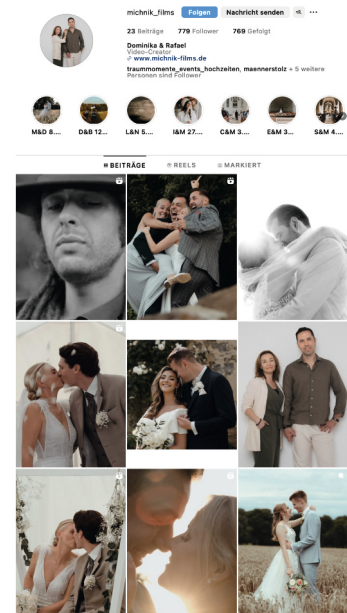 michnik_films Folgen Nachricht senden
23 Beiträge 779 Follower 769 Gefolgt
Dominika & Rafael
Video-Creator
www.michnik-films.de
traummomente_events_hochzeiten, maennerstolz + 5 weitere
Personen sind Follower
M&D 8.... D&B 12... L&N 5.... I&M 27.... C&M 3.... E&M 3... S&M 4....
BEITRÄGE REELS MARKIERT